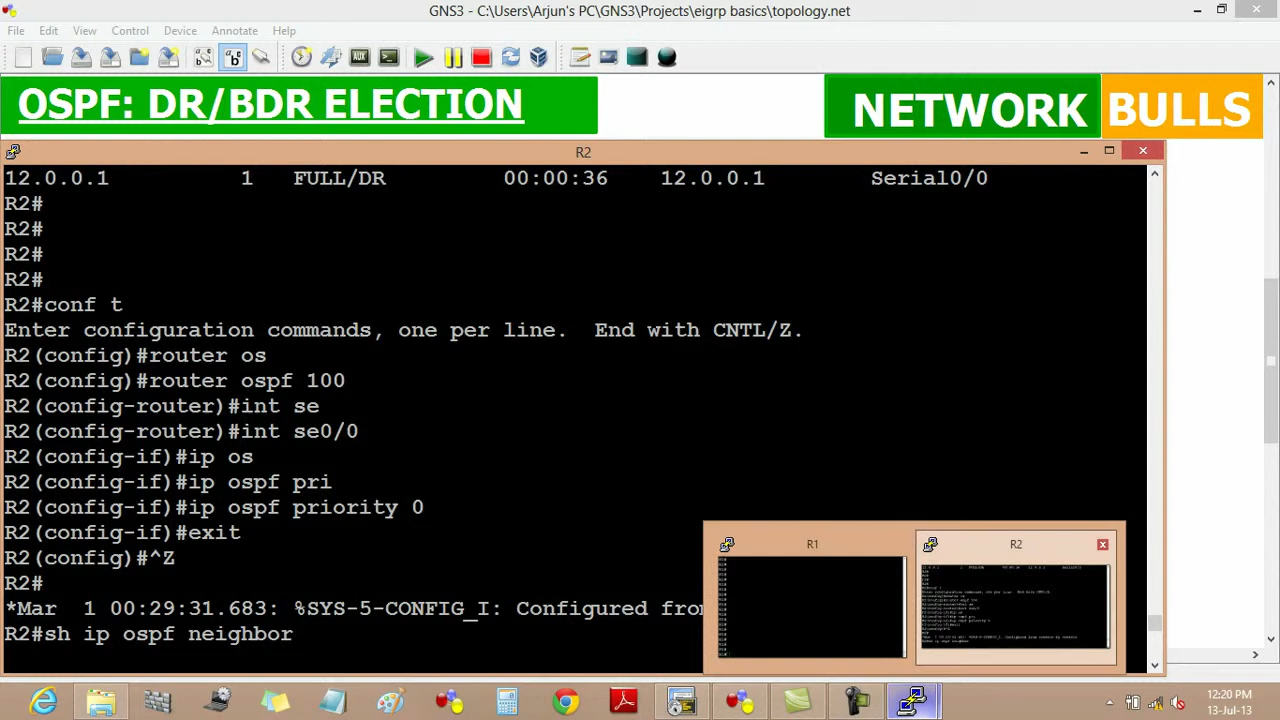 GNS3 - C:\Users\Arjun's PC\GNS3\Projects\eigrp basics\topology.net
File Edit View Control Device Annotate Help
OSPF: DR/BDR ELECTION
NETWORK BULLS
R2
12.0.0.1 1 FULL/DR 00:00:36 12.0.0.1 Serial0/0
R2#
R2#
R2#
R2#
R2#conf t
Enter configuration commands, one per line. End with CNTL/Z.
R2(config)#router os
R2(config)#router ospf 100
R2(config-router)#int se
R2(config-router)#int se0/0
R2(config-if)#ip os
R2(config-if)#ip ospf pri
R2(config-if)#ip ospf priority 0
R2(config-if)#exit
R2(config)#^Z
R2#
*Mar 1 00:29:31. %SYS-5-CONFIG_I: Configured from
R2#sh ip ospf neighbor
R1
R2
12:20 PM
13-Jul-13